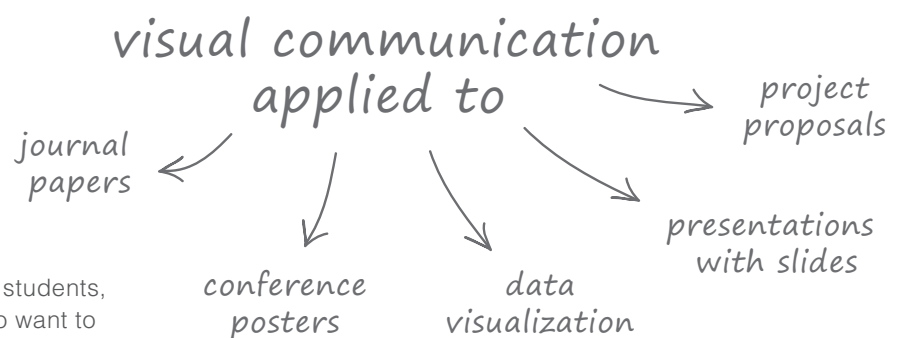 visual communication
applied to
journal
papers
conference
posters
data
visualization
presentations
with slides
project
proposals
students,
want to